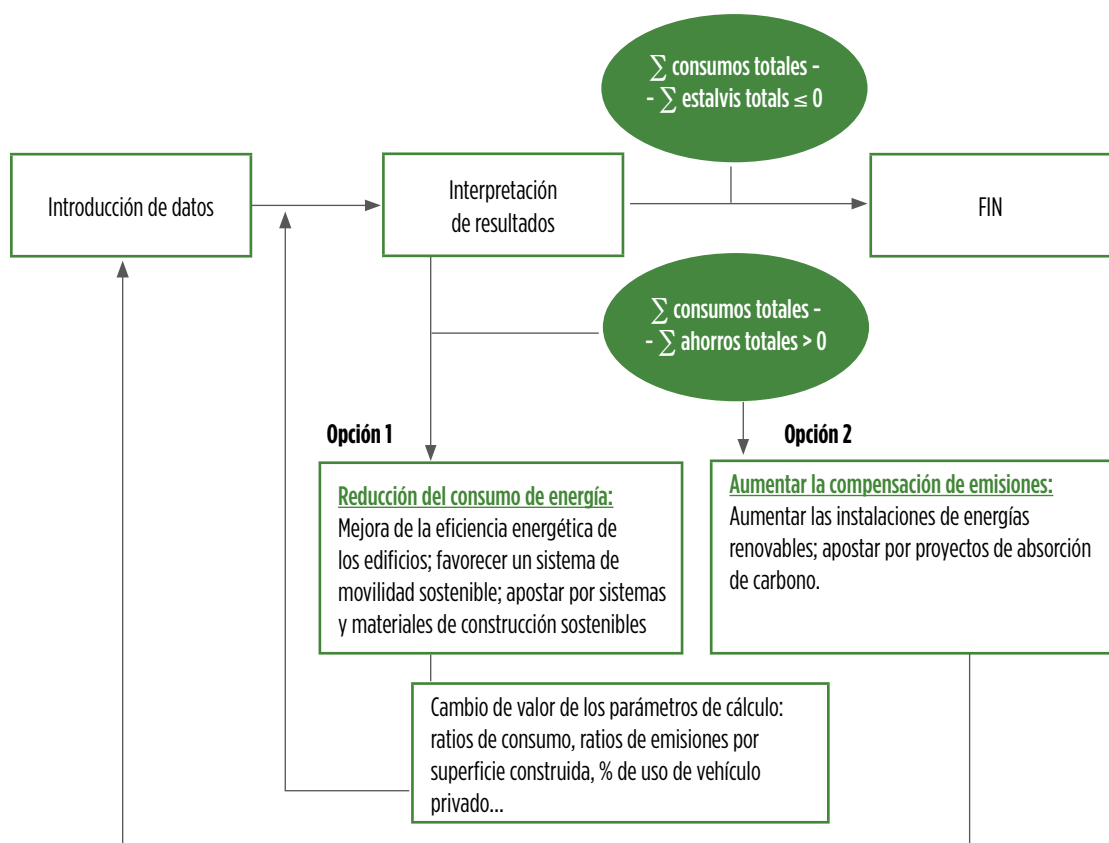 ∑ consumos totales -
- ∑ estalvis totals ≤ 0
Introducción de datos
Interpretación
de resultados
FIN
∑ consumos totales -
- ∑ ahorros totales > 0
Opción 1
Opción 2
Reducción del consumo de energía:
Mejora de la eficiencia energética de
los edificios; favorecer un sistema de
movilidad sostenible; apostar por sistemas
y materiales de construcción sostenibles
Aumentar la compensación de emisiones:
Aumentar las instalaciones de energías
renovables; apostar por proyectos de absorción
de carbono.
Cambio de valor de los parámetros de cálculo:
ratios de consumo, ratios de emisiones por
superficie construida, % de uso de vehículo
privado...